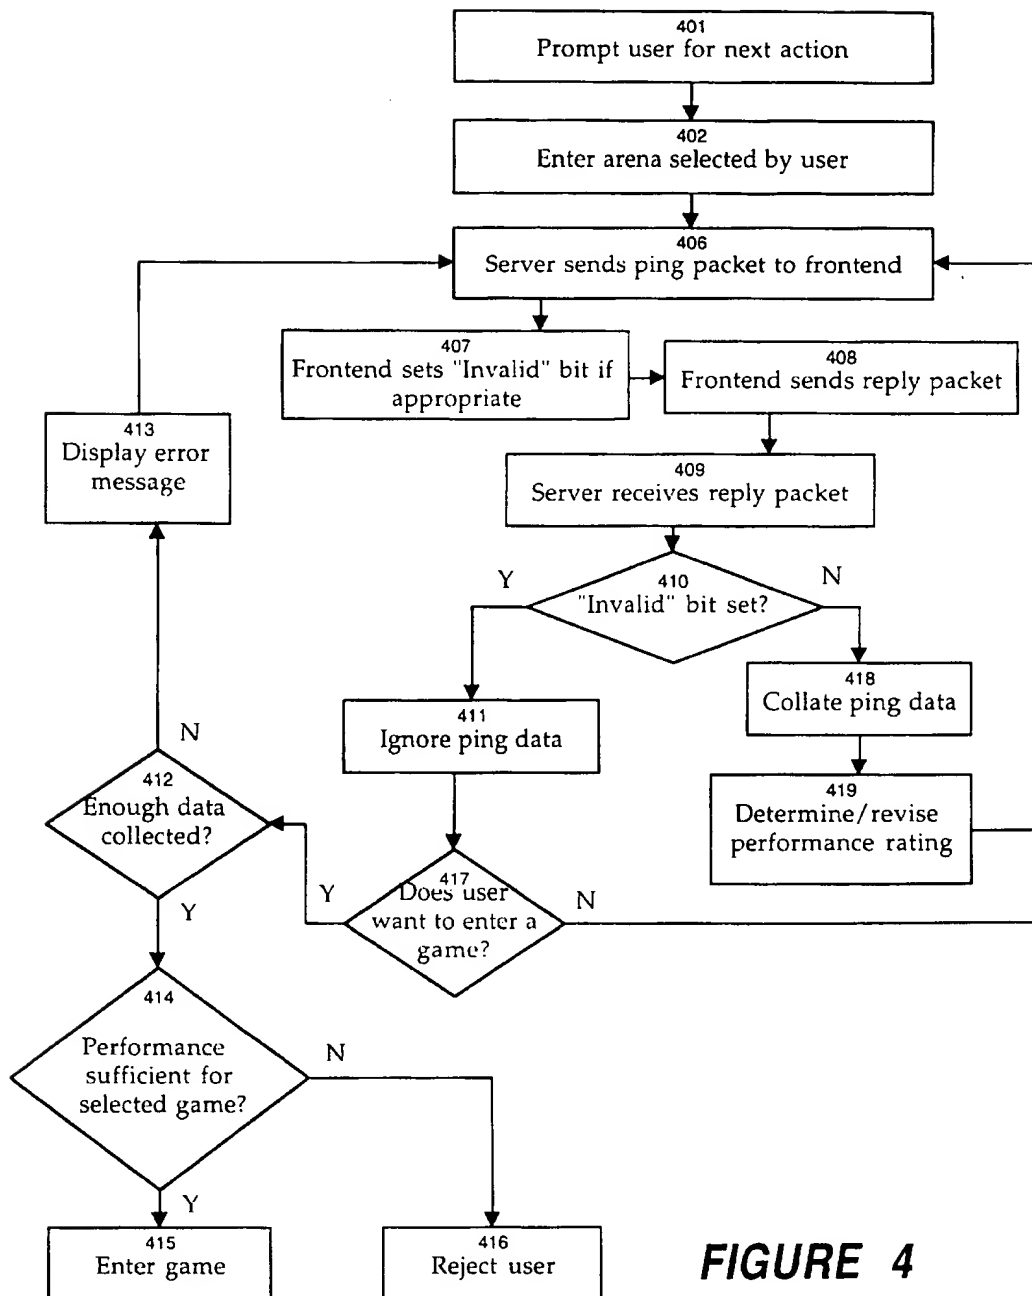 401
Prompt user for next action
402
Enter arena selected by user
406
Server sends ping packet to frontend
407
Frontend sets "Invalid" bit if
appropriate
408
Frontend sends reply packet
413
Display error
message
409
Server receives reply packet
Y
410
"Invalid" bit set?
N
411
Ignore ping data
418
Collate ping data
N
412
Enough data
collected?
419
Determine/revise
performance rating
Y
417
Does user
want to enter a
game?
Y
N
414
Performance
sufficient for
selected game?
N
Y
415
Enter game
416
Reject user
FIGURE 4